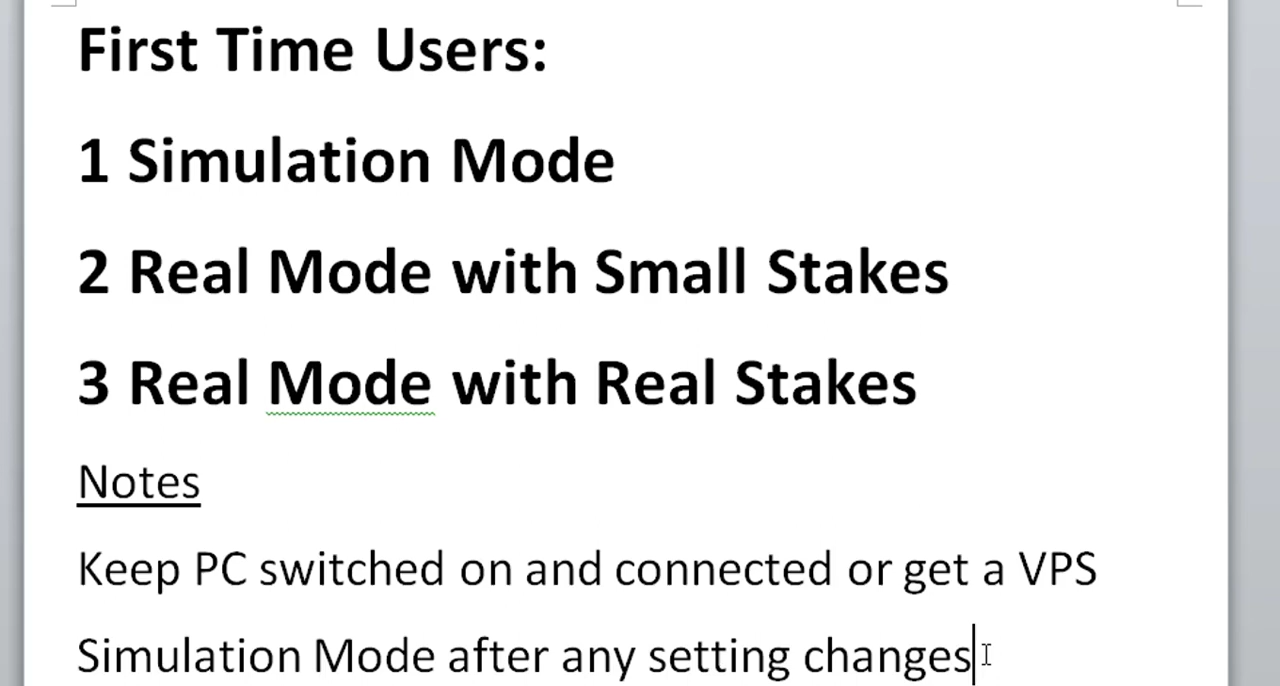 First Time Users:
1 Simulation Mode
2 Real Mode with Small Stakes
3 Real Mode with Real Stakes
Notes
Keep PC switched on and connected or get a VPS
Simulation Mode after any setting changes